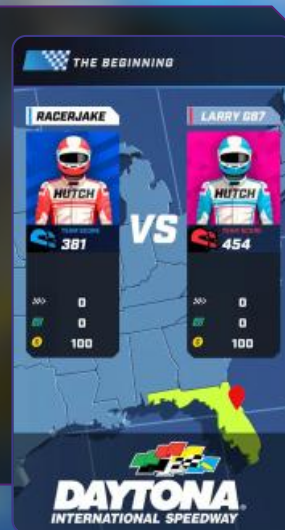 THE BEGINNING
RACERJAKE
LARRY G87
HUTCH
HUTCH
VS
TEAM SCORE
381
TEAM SCORE
454
0
0
0
0
100
100
DAYTONA
INTERNATIONAL SPEEDWAY